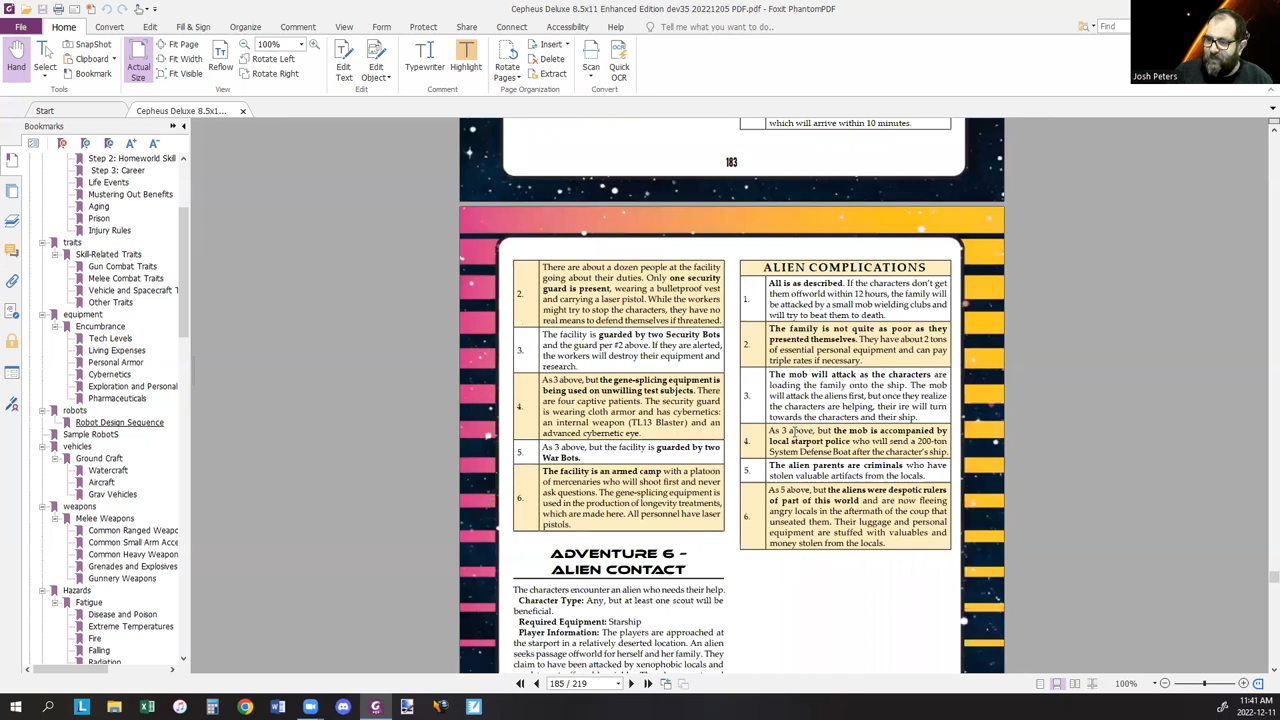 Cepheus Deluxe 8.5x11 Enhanced Edition dev35 20221205 PDF.pdf - Foxit PhantomPDF
File
Home
Convert
Edit
Fill & Sign
Organize
Comment
View
Form
Protect
Share
Connect
Accessibility
Help
Tell me what you want to do...
Find
Hand
Select
SnapShot
Clipboard
Bookmark
Tools
Actual
Size
Fit Page
Fit Width
Fit Visible
Reflow
100%
Rotate Left
Rotate Right
View
Edit
Text
Edit
Object
Edit
Typewriter
Highlight
Comment
Rotate
Pages
Insert
Delete
Extract
Page Organization
Scan
Quick
OCR
Convert
Josh Peters
Start
Cepheus Deluxe 8.5x11...
Bookmarks
Step 2: Homeworld Skill
Step 3: Career
Life Events
Mustering Out Benefits
Aging
Prison
Injury Rules
traits
Skill-Related Traits
Gun Combat Traits
Melee Combat Traits
Vehicle and Spacecraft T
Other Traits
equipment
Encumbrance
Tech Levels
Living Expenses
Personal Armor
Cybernetics
Exploration and Personal
Pharmaceuticals
robots
Robot Design Sequence
Sample RobotS
vehicles
Ground Craft
Watercraft
Aircraft
Grav Vehicles
weapons
Melee Weapons
Common Ranged Weapo
Common Small Arm Acce
Common Heavy Weapon
Grenades and Explosives
Gunnery Weapons
Hazards
Fatigue
Disease and Poison
Extreme Temperatures
Fire
Falling
Radiation
which will arrive within 10 minutes.
183
2. There are about a dozen people at the facility
going about their duties. Only one security
guard is present, wearing a bulletproof vest
and carrying a laser pistol. While the workers
might try to stop the characters, they have no
real means to defend themselves if threatened.
3. The facility is guarded by two Security Bots
and the guard per #2 above. If they are alerted,
the workers will destroy their equipment and
research.
4. As 3 above, but the gene-splicing equipment is
being used on unwilling test subjects. There
are four captive patients. The security guard
is wearing cloth armor and has cybernetics:
an internal weapon (TL13 Blaster) and an
advanced cybernetic eye.
5. As 3 above, but the facility is guarded by two
War Bots.
6. The facility is an armed camp with a platoon
of mercenaries who will shoot first and never
ask questions. The gene-splicing equipment is
used in the production of longevity treatments,
which are made here. All personnel have laser
pistols.
ADVENTURE 6 -
ALIEN CONTACT
The characters encounter an alien who needs their help.
Character Type: Any, but at least one scout will be
beneficial.
Required Equipment: Starship
Player Information: The players are approached at
the starport in a relatively deserted location. An alien
seeks passage offworld for herself and her family. They
claim to have been attacked by xenophobic locals and
ALIEN COMPLICATIONS
1. All is as described. If the characters don't get
them offworld within 12 hours, the family will
be attacked by a small mob wielding clubs and
will try to beat them to death.
2. The family is not quite as poor as they
presented themselves. They have about 2 tons
of essential personal equipment and can pay
triple rates if necessary.
3. The mob will attack as the characters are
loading the family onto the ship. The mob
will attack the aliens first, but once they realize
the characters are helping, their ire will turn
towards the characters and their ship.
4. As 3 above, but the mob is accompanied by
local starport police who will send a 200-ton
System Defense Boat after the character's ship.
5. The alien parents are criminals who have
stolen valuable artifacts from the locals.
6. As 5 above, but the aliens were despotic rulers
of part of this world and are now fleeing
angry locals in the aftermath of the coup that
unseated them. Their luggage and personal
equipment are stuffed with valuables and
money stolen from the locals.
185 / 219
100%
11:41 AM
2022-12-11